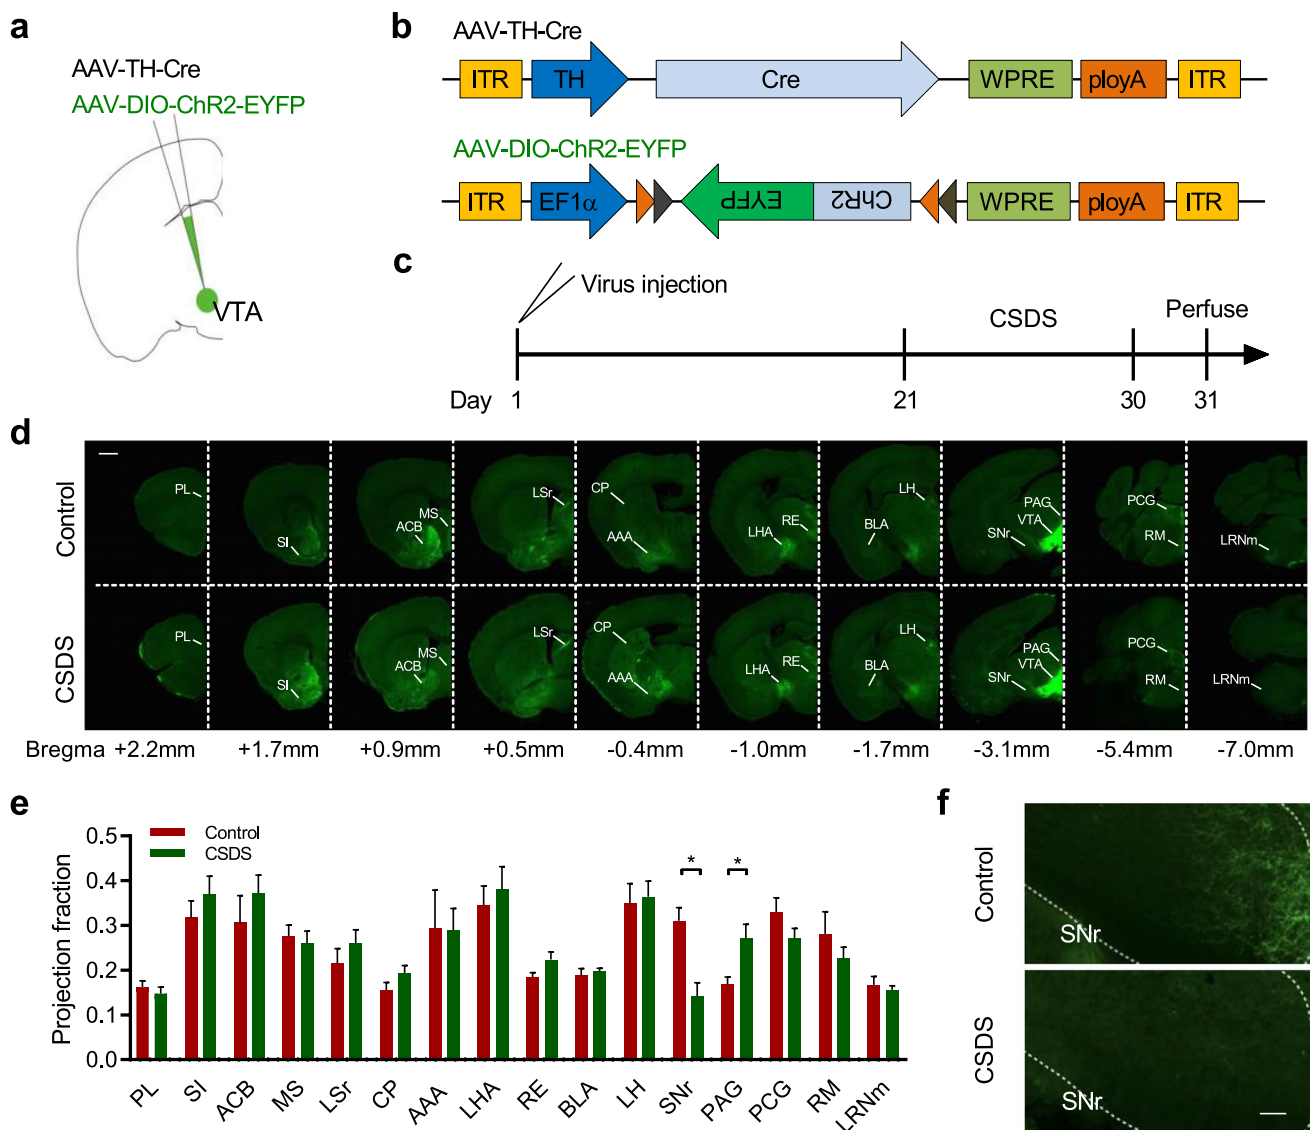 a
AAV-TH-Cre
AAV-DIO-ChR2-EYFP
VTA
b
AAV-TH-Cre
ITR TH Cre WPRE ployA ITR
AAV-DIO-ChR2-EYFP
ITR EF1α EYFP ChR2 WPRE ployA ITR
c
Virus injection
CSDS
Perfuse
Day 1 21 30 31
d
Control
PL
SI
ACB MS
LSr
CP
AAA
LHA RE
BLA LH
SNr VTA PAG
PCG
RM
LRNm
CSDS
PL
SI
ACB MS
LSr
CP
AAA
LHA RE
BLA LH
SNr VTA PAG
PCG
RM
LRNm
Bregma +2.2mm +1.7mm +0.9mm +0.5mm -0.4mm -1.0mm -1.7mm -3.1mm -5.4mm -7.0mm
e
Projection fraction
0.5
0.4
0.3
0.2
0.1
0.0
Control
CSDS
* *
PL SI ACB MS LSr CP AAA LHA RE BLA LH SNr PAG PCG RM LRNm
f
Control
SNr
CSDS
SNr